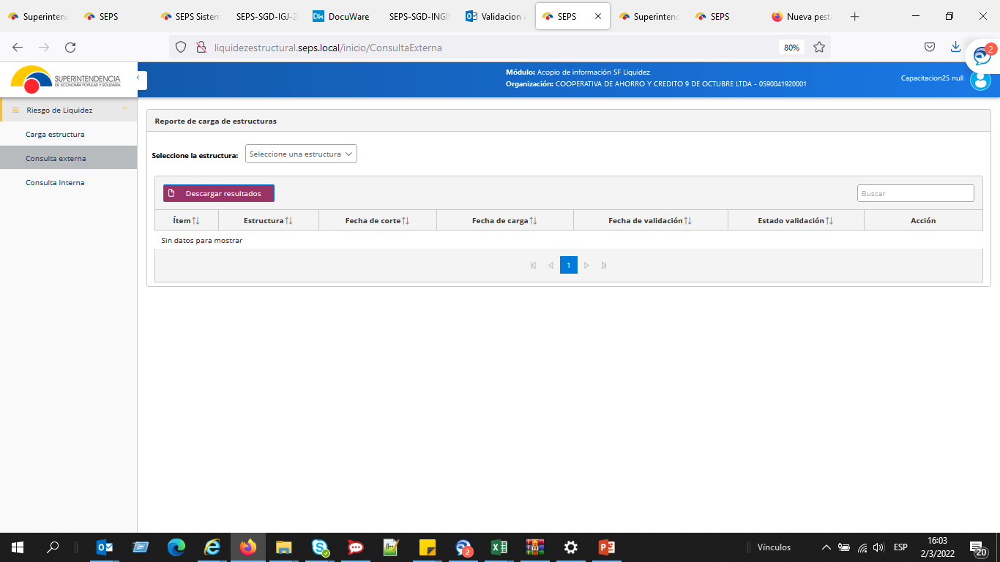 Superintend
SEPS
SEPS Sistem
SEPS-SGD-IGJ-2
DocuWare
SEPS-SGD-INGI
Validacion
SEPS
Superintend
SEPS
Nueva pest
liquidezestructural.seps.local/inicio/ConsultaExterna
80%
2
SUPERINTENDENCIA
DE ECONOMÍA POPULAR Y SOLIDARIA
Módulo: Acopio de información SF Liquidez
Organización: COOPERATIVA DE AHORRO Y CREDITO 9 DE OCTUBRE LTDA - 0590041920001
Capacitacion25 null
Riesgo de Liquidez
Carga estructura
Consulta externa
Consulta Interna
Reporte de carga de estructuras
Seleccione la estructura:
Seleccione una estructura
Descargar resultados
Buscar
Ítem
Estructura
Fecha de corte
Fecha de carga
Fecha de validación
Estado validación
Acción
Sin datos para mostrar
1
2
Vínculos
ESP
16:03
2/3/2022
20